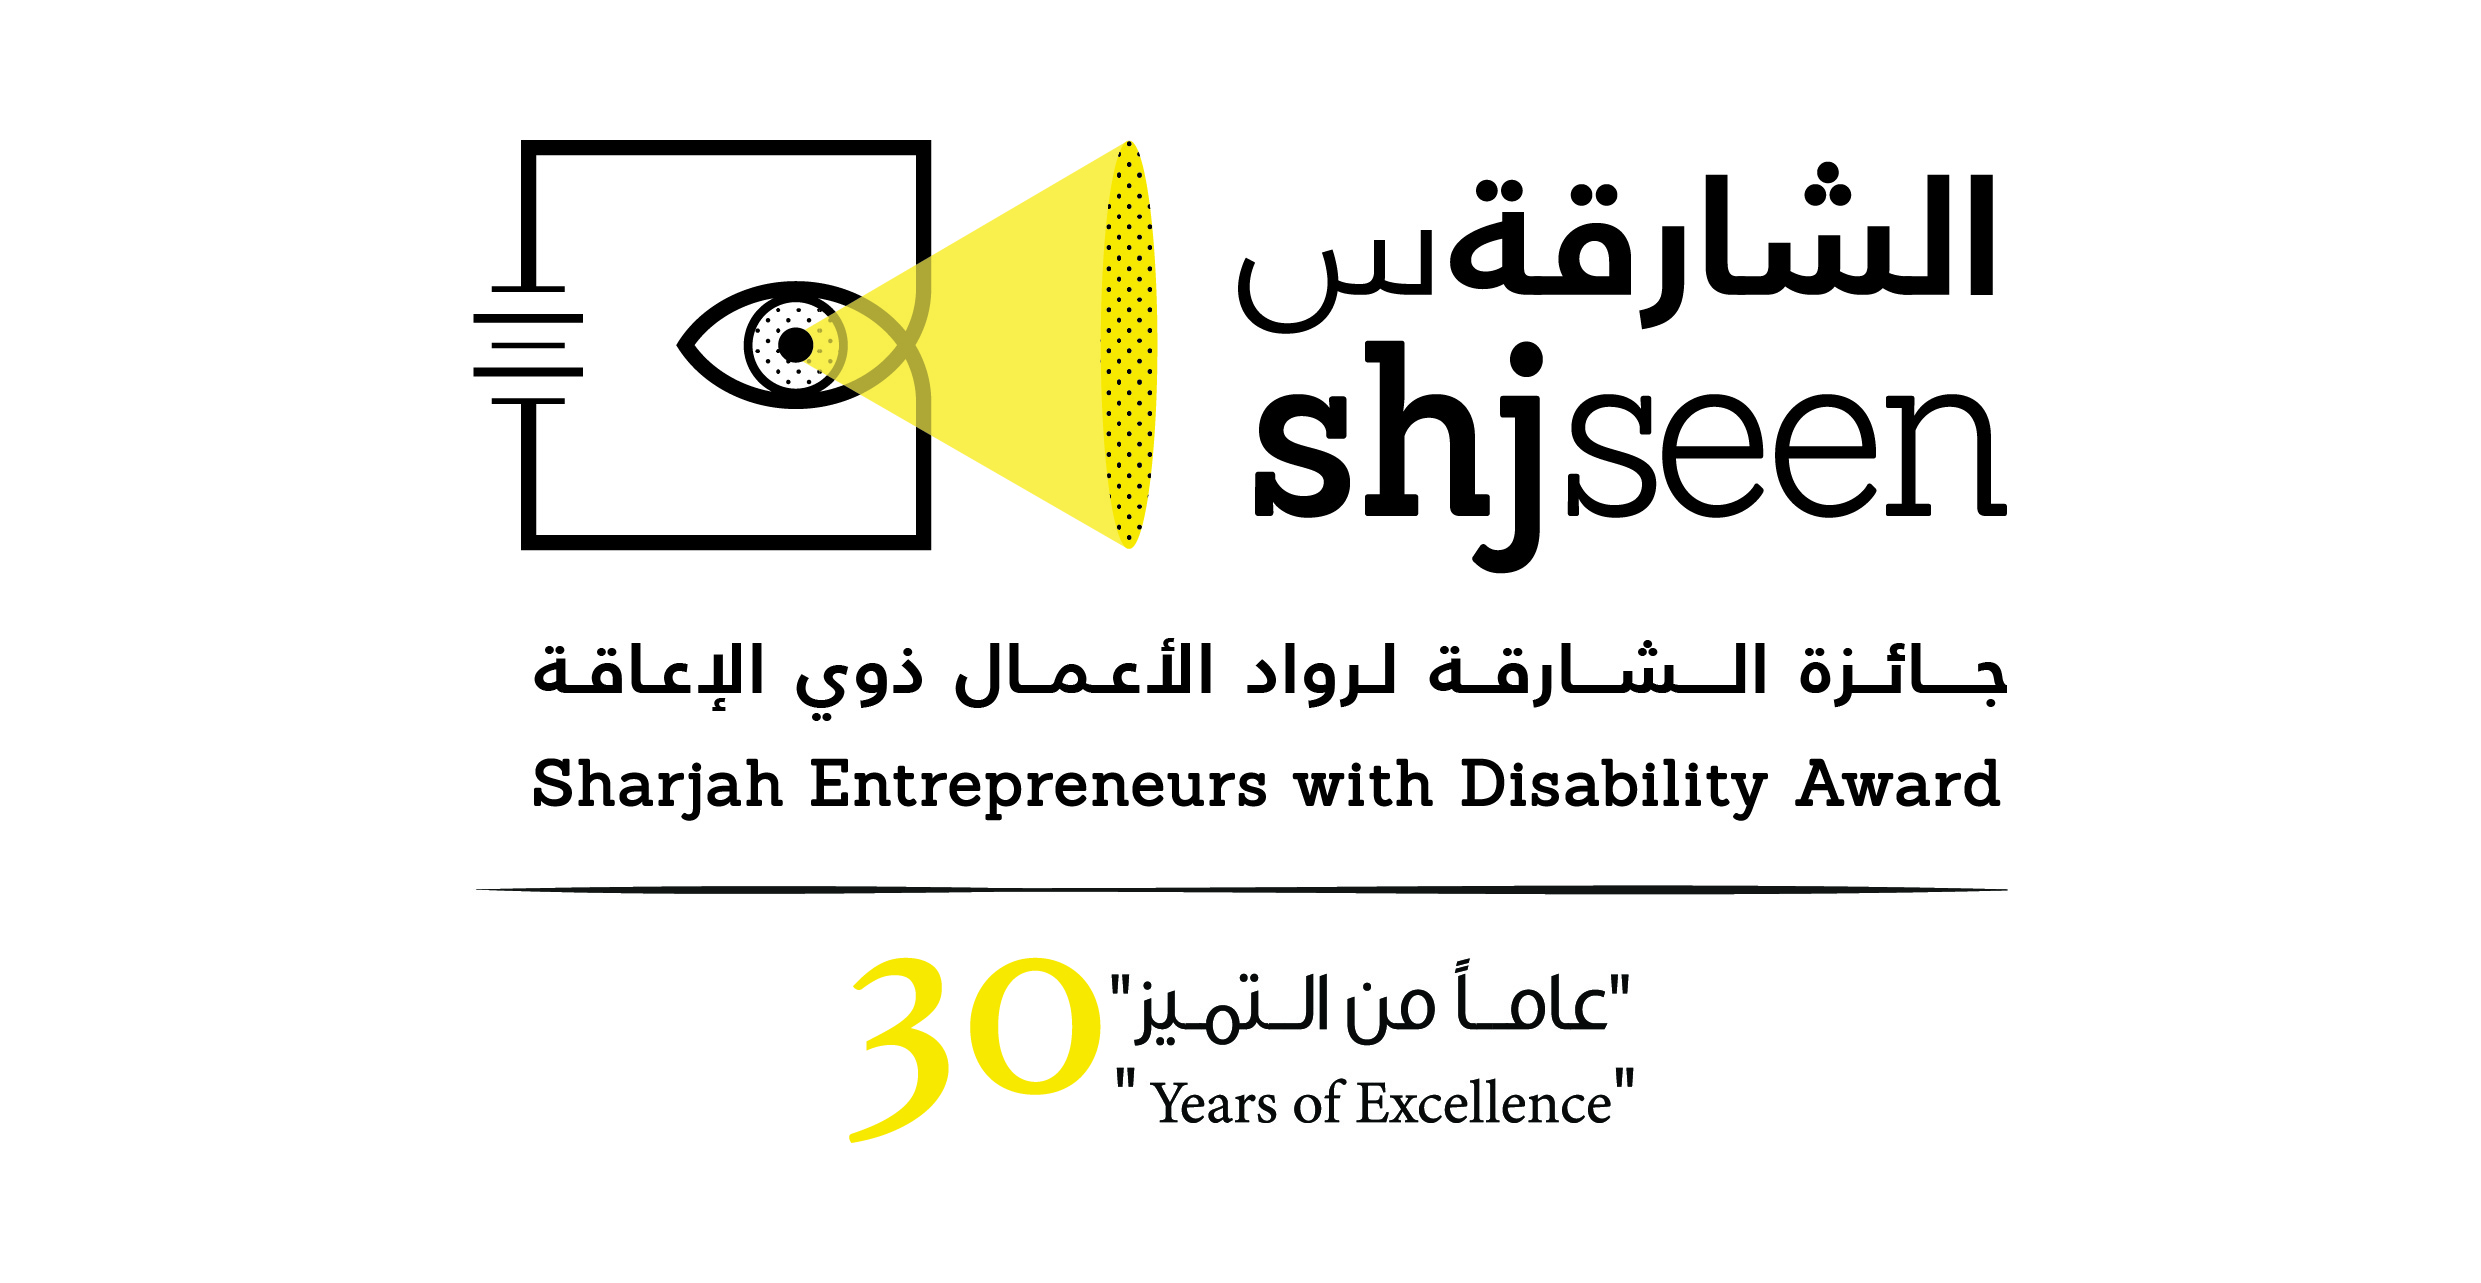 الشارقةس
shjseen
جائزة الشارقة لرواد الأعمال ذوي الإعاقة
Sharjah Entrepreneurs with Disability Award
30 "عاماً من التميز"
"Years of Excellence"